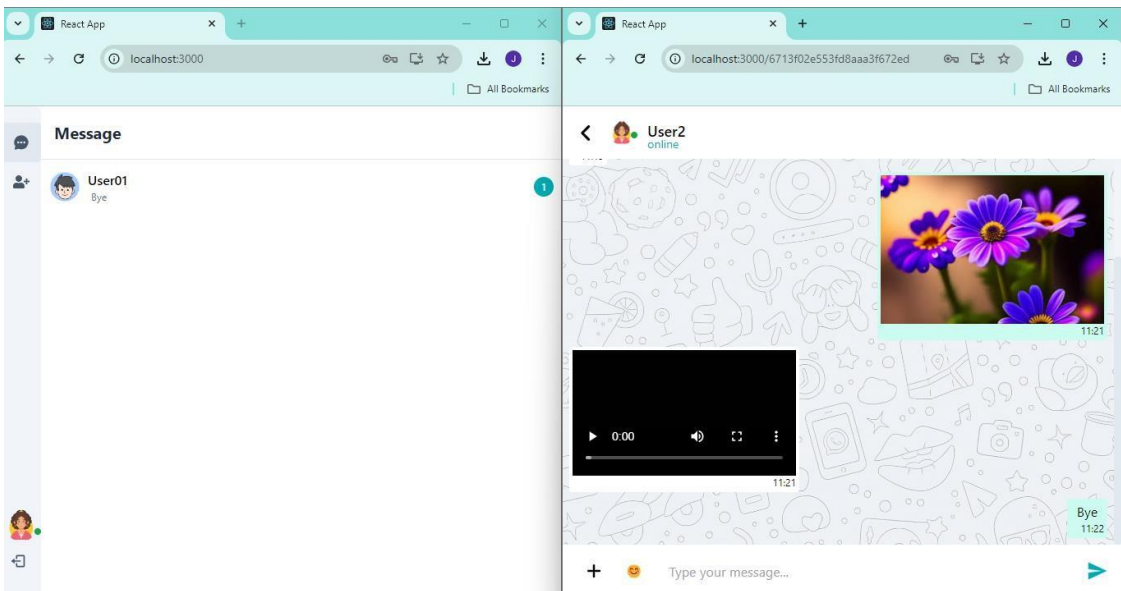 React App
localhost:3000
All Bookmarks
Message
User01
Bye
1
React App
localhost:3000/6713f02e553fd8aaa3f672ed
J
All Bookmarks
User2
online
11:21
0:00
11:21
Bye
11:22
Type your message...